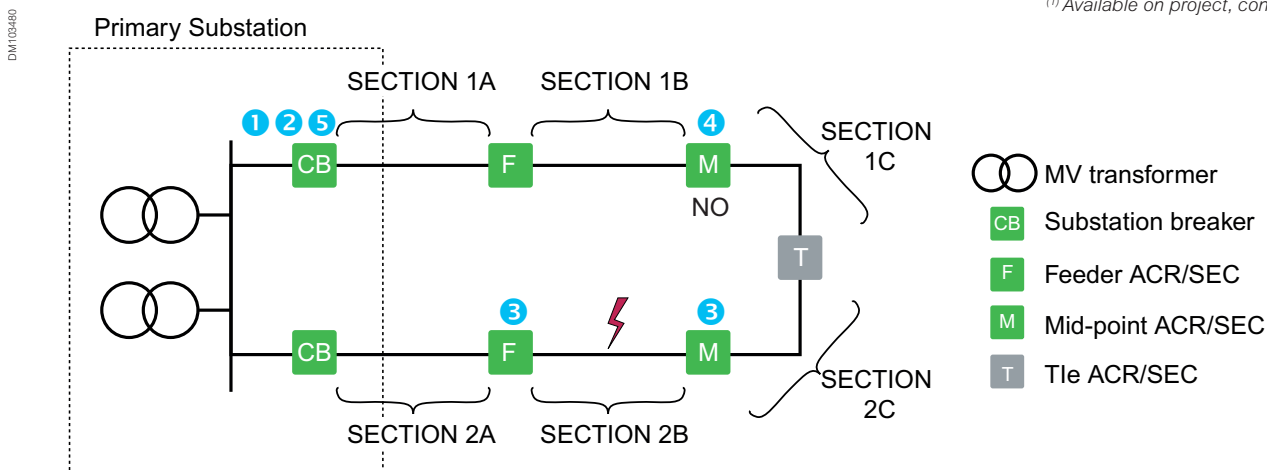 (1) Available on project, con
DM103480
Primary Substation
SECTION 1A
SECTION 1B
1 2 5
4
SECTION
1C
CB
F
M
NO
T
3
3
CB
F
M
SECTION 2A
SECTION 2B
SECTION
2C
MV transformer
CB Substation breaker
F Feeder ACR/SEC
M Mid-point ACR/SEC
T TIe ACR/SEC